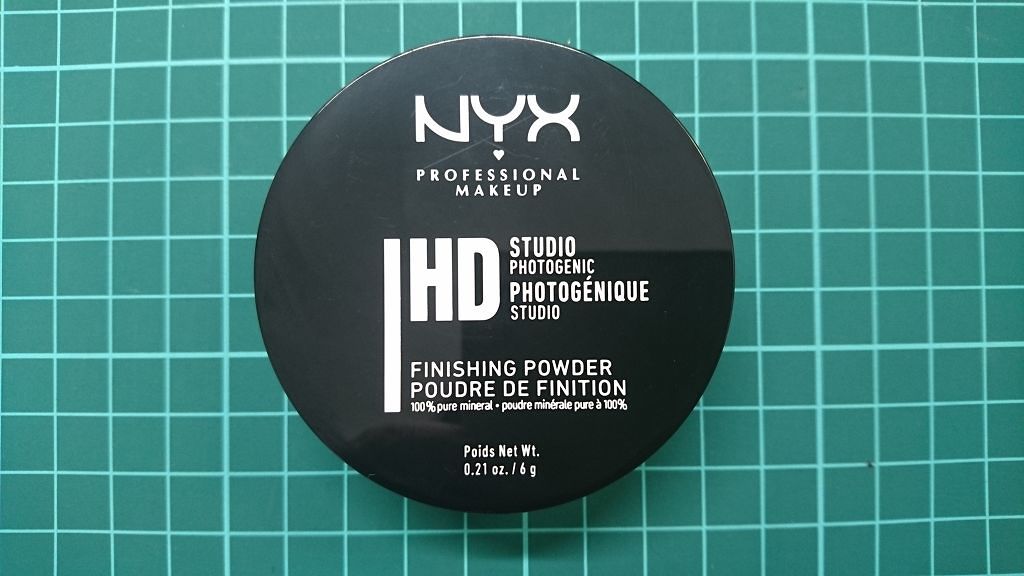 NYX
PROFESSIONAL
MAKEUP
HD STUDIO
PHOTOGENIC
PHOTOGÉNIQUE
STUDIO
FINISHING POWDER
POUDRE DE FINITION
100% pure mineral • poudre minérale pure à 100%
Poids Net Wt.
0.21 oz. / 6 g